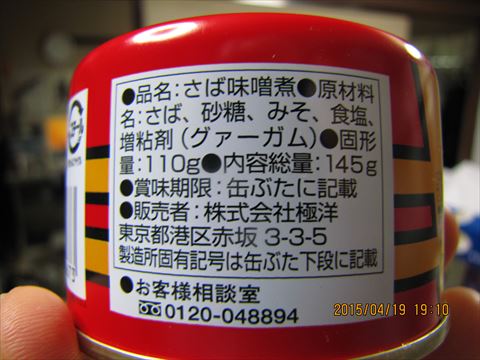 ●品名:さば味噌煮●原材料
名:さば、砂糖、みそ、食塩、
増粘剤(グァーガム)●固形
量:110g●内容総量:145g
●賞味期限:缶ぶたに記載
●販売者:株式会社極洋
東京都港区赤坂 3-3-5
製造所固有記号は缶ぶた下段に記載
●お客様相談室
0120-048894
2015/04/19 19:10